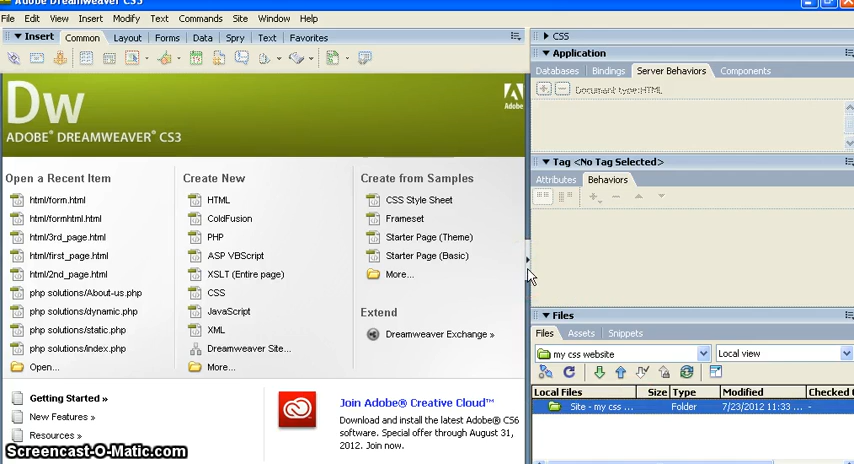 Adobe Dreamweaver CS3
File Edit View Insert Modify Text Commands Site Window Help
Insert Common Layout Forms Data Spry Text Favorites
Dw
ADOBE® DREAMWEAVER® CS3
Adobe
Open a Recent Item
html/form.html
html/formhtml.html
html/3rd_page.html
html/first_page.html
html/2nd_page.html
php solutions/About-us.php
php solutions/dynamic.php
php solutions/static.php
php solutions/index.php
Open...
Create New
HTML
ColdFusion
PHP
ASP VBScript
XSLT (Entire page)
CSS
JavaScript
XML
Dreamweaver Site...
More...
Create from Samples
CSS Style Sheet
Frameset
Starter Page (Theme)
Starter Page (Basic)
More...
Extend
Dreamweaver Exchange »
Getting Started »
New Features »
Resources »
Join Adobe® Creative Cloud™
Download and install the latest Adobe® CS6
software. Special offer through August 31,
2012. Join now.
CSS
Application
Databases Bindings Server Behaviors Components
Document type:HTML
Tag <No Tag Selected>
Attributes Behaviors
Files
Files Assets Snippets
my css website Local view
Local Files Size Type Modified Checked
Site - my css ... Folder 7/23/2012 11:33 ... -
Screencast-O-Matic.com